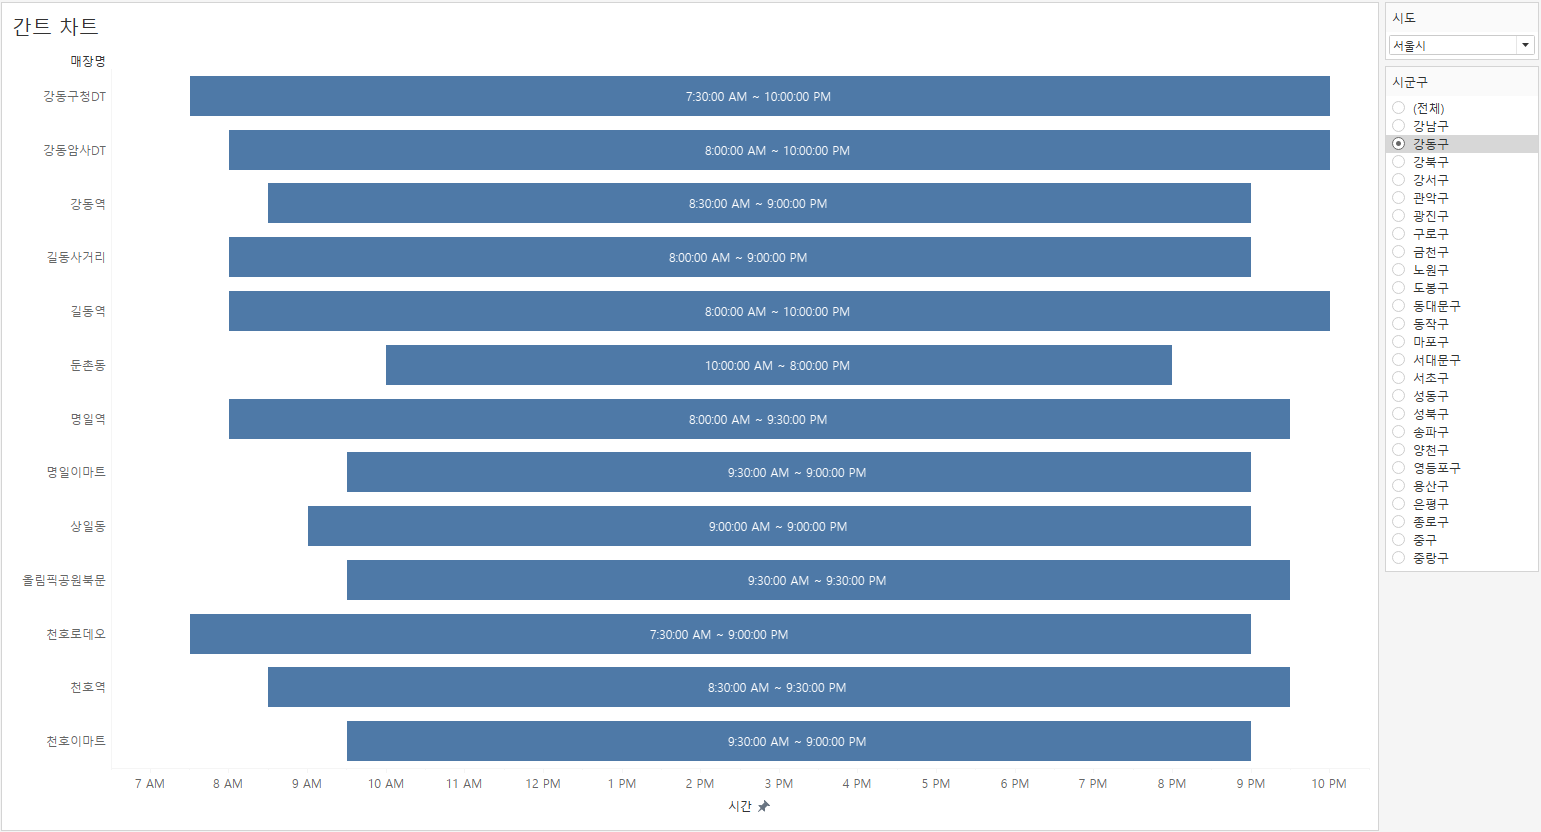 간트 차트
매장명
강동구청DT 7:30:00 AM ~ 10:00:00 PM
강동암사DT 8:00:00 AM ~ 10:00:00 PM
강동역 8:30:00 AM ~ 9:00:00 PM
길동사거리 8:00:00 AM ~ 9:00:00 PM
길동역 8:00:00 AM ~ 10:00:00 PM
둔촌동 10:00:00 AM ~ 8:00:00 PM
명일역 8:00:00 AM ~ 9:30:00 PM
명일이마트 9:30:00 AM ~ 9:00:00 PM
상일동 9:00:00 AM ~ 9:00:00 PM
올림픽공원북문 9:30:00 AM ~ 9:30:00 PM
천호로데오 7:30:00 AM ~ 9:00:00 PM
천호역 8:30:00 AM ~ 9:30:00 PM
천호이마트 9:30:00 AM ~ 9:00:00 PM
7 AM 8 AM 9 AM 10 AM 11 AM 12 PM 1 PM 2 PM 3 PM 4 PM 5 PM 6 PM 7 PM 8 PM 9 PM 10 PM
시간
시도
서울시
시군구
(전체)
강남구
강동구
강북구
강서구
관악구
광진구
구로구
금천구
노원구
도봉구
동대문구
동작구
마포구
서대문구
서초구
성동구
성북구
송파구
양천구
영등포구
용산구
은평구
종로구
중구
중랑구